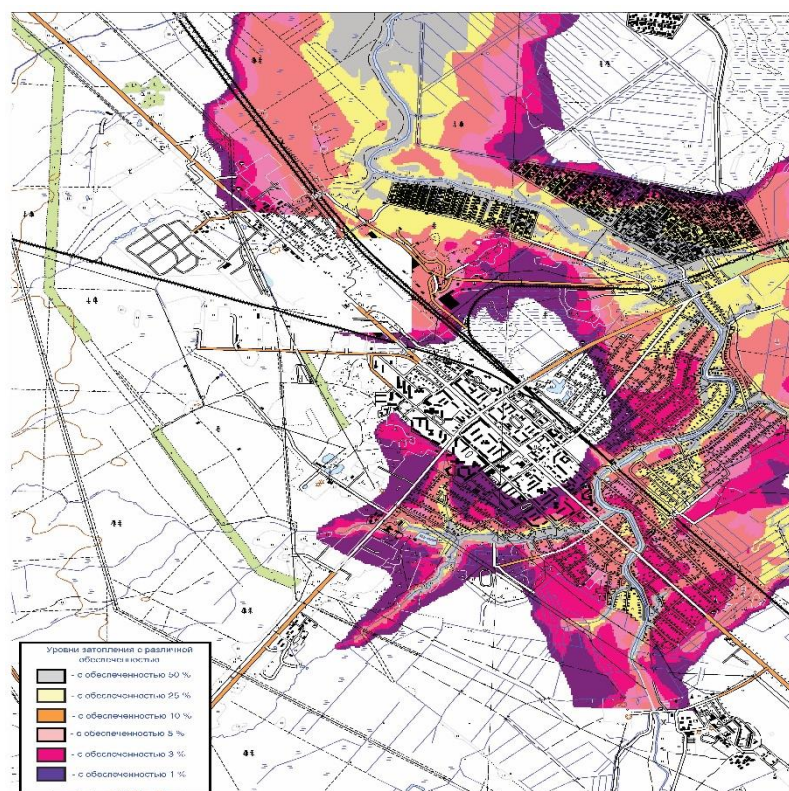 Уровни затопления с различной
обеспеченностью
- с обеспеченностью 50 %
- с обеспеченностью 25 %
- с обеспеченностью 10 %
- с обеспеченностью 5 %
- с обеспеченностью 3 %
- с обеспеченностью 1 %